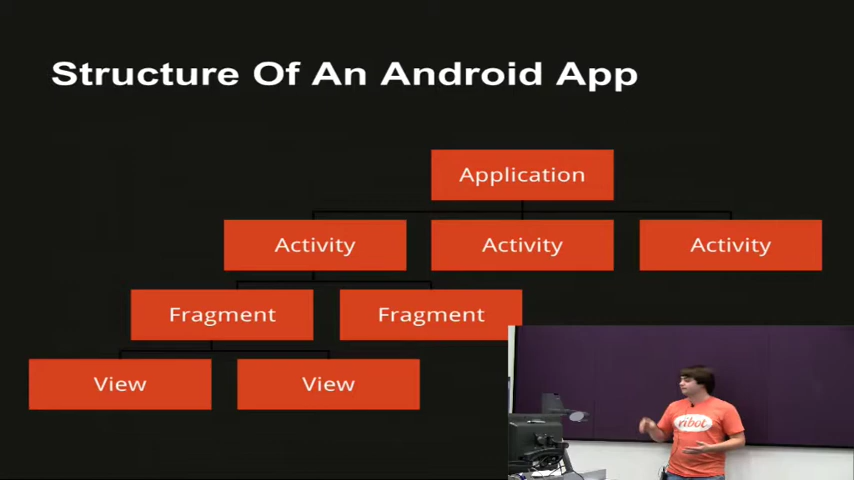 Structure Of An Android App
Application
Activity Activity Activity
Fragment Fragment
View View
ribot